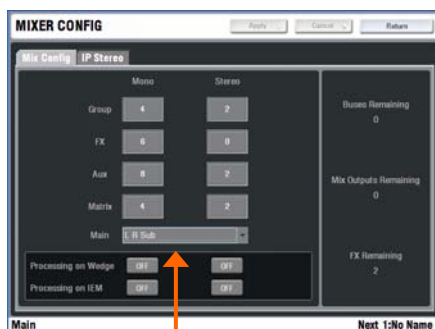 MIXER CONFIG
Apply Cancel Return
Mix Config IP Stereo
Mono Stereo
Group 4 2
FX 6 0
Aux 8 2
Matrix 4 2
Main L R Sub
Processing on Wedge OFF OFF
Processing on IEM OFF OFF
Buses Remaining
0
Mix Outputs Remaining
0
FX Remaining
2
Main Next 1:No Name